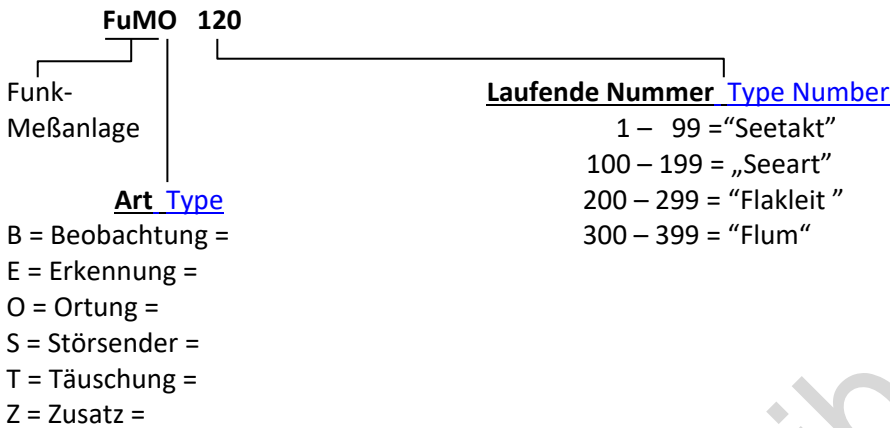 FuMO 120
Funk-
Meßanlage
Art Type
B = Beobachtung =
E = Erkennung =
O = Ortung =
S = Störsender =
T = Täuschung =
Z = Zusatz =
Laufende Nummer Type Number
1 – 99 =“Seetakt”
100 – 199 = „Seeart”
200 – 299 = “Flakleit ”
300 – 399 = “Flum“